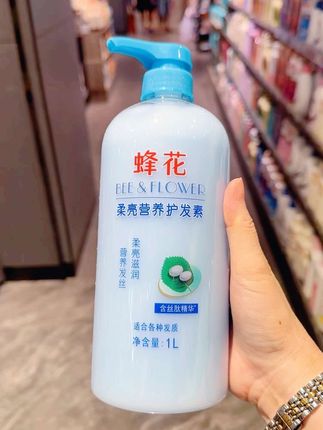 蜂花
BEE & FLOWER
柔亮营养护发素
柔亮滋润
营养发丝
含丝肽精华
适合各种发质
净含量：1L